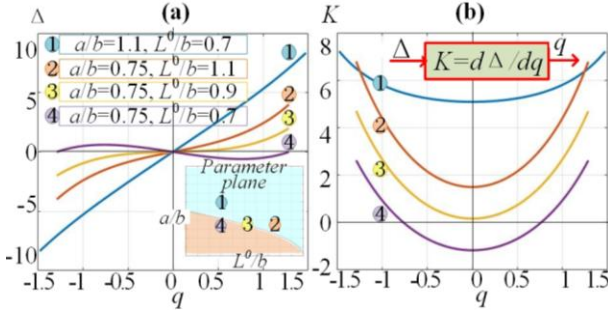 Δ (a)
10
5
0
-5
-10
1 a/b=1.1, L⁰/b=0.7
2 a/b=0.75, L⁰/b=1.1
3 a/b=0.75, L⁰/b=0.9
4 a/b=0.75, L⁰/b=0.7
1
2
3
4
Parameter
plane
a/b
1
4 3 2
L⁰/b
-1.5 -1 -0.5 0 0.5 1 1.5
q
K (b)
8
6
4
2
0
-2
Δ K=dΔ/dq q
1
2
3
4
-1.5 -1 -0.5 0 0.5 1 1.5
q